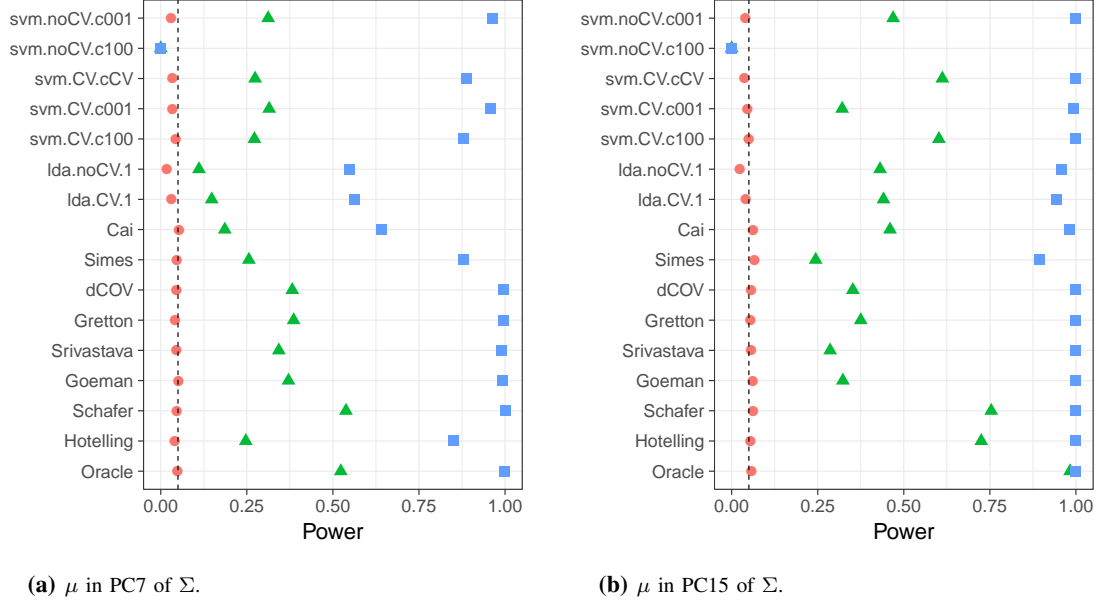 svm.noCV.c001
svm.noCV.c100
svm.CV.cCV
svm.CV.c001
svm.CV.c100
lda.noCV.1
lda.CV.1
Cai
Simes
dCOV
Gretton
Srivastava
Goeman
Schafer
Hotelling
Oracle
0.00 0.25 0.50 0.75 1.00
Power
(a) μ in PC7 of Σ.
svm.noCV.c001
svm.noCV.c100
svm.CV.cCV
svm.CV.c001
svm.CV.c100
lda.noCV.1
lda.CV.1
Cai
Simes
dCOV
Gretton
Srivastava
Goeman
Schafer
Hotelling
Oracle
0.00 0.25 0.50 0.75 1.00
Power
(b) μ in PC15 of Σ.